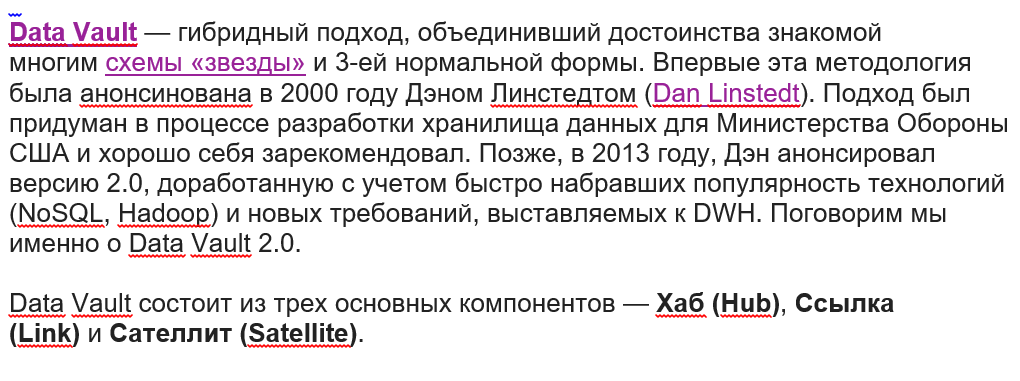 Data Vault — гибридный подход, объединивший достоинства знакомой
многим схемы «звезды» и 3-ей нормальной формы. Впервые эта методология
была анонсинована в 2000 году Дэном Линстедтом (Dan Linstedt). Подход был
придуман в процессе разработки хранилища данных для Министерства Обороны
США и хорошо себя зарекомендовал. Позже, в 2013 году, Дэн анонсировал
версию 2.0, доработанную с учетом быстро набравших популярность технологий
(NoSQL, Hadoop) и новых требований, выставляемых к DWH. Поговорим мы
именно о Data Vault 2.0.
Data Vault состоит из трех основных компонентов — Хаб (Hub), Ссылка
(Link) и Сателлит (Satellite).